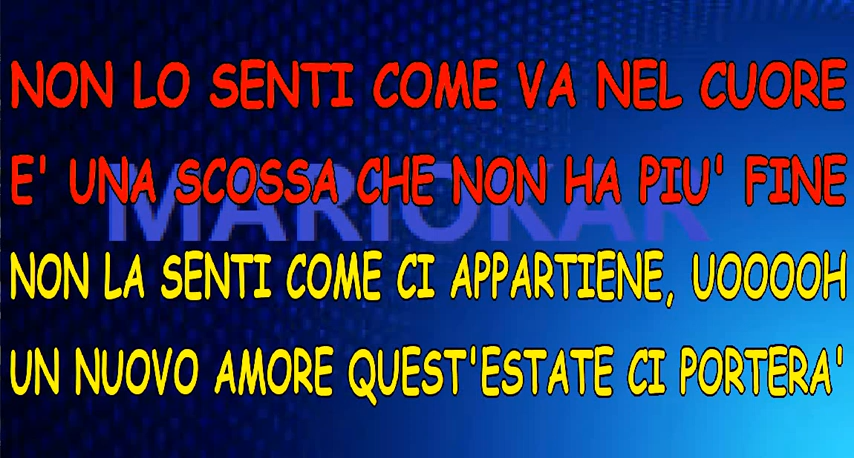 NON LO SENTI COME VA NEL CUORE
E' UNA SCOSSA CHE NON HA PIU' FINE
MARIOKAR
NON LA SENTI COME CI APPARTIENE, UOOOOH
UN NUOVO AMORE QUEST'ESTATE CI PORTERA'